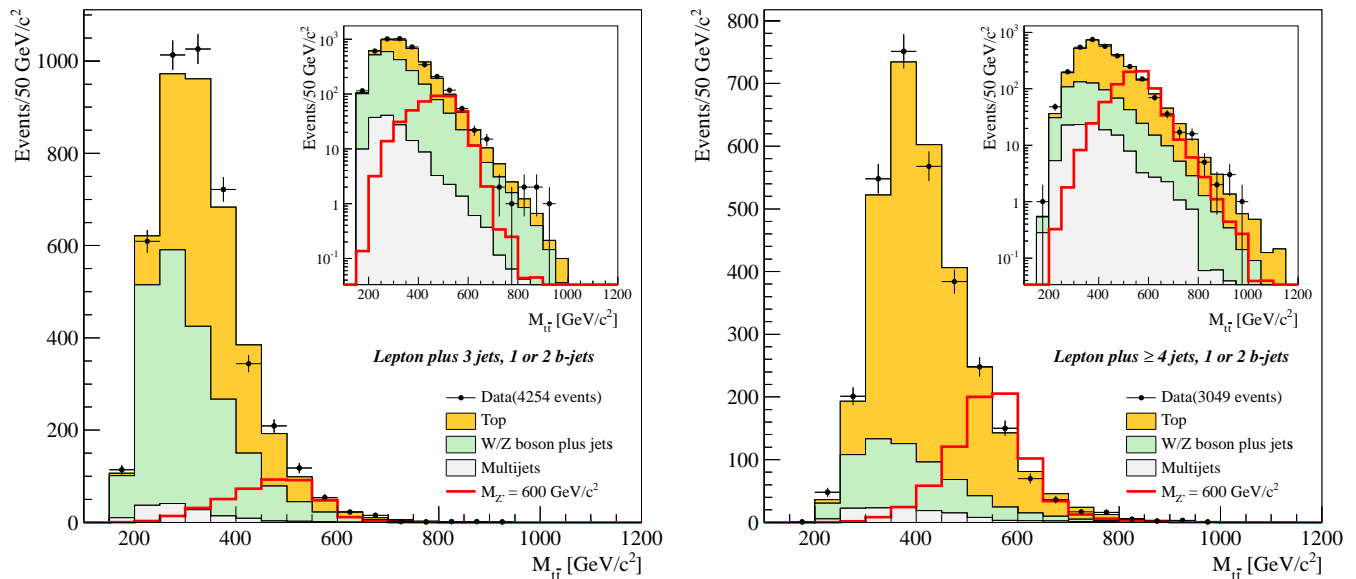 Events/50 GeV/c²
1000
800
600
400
200
0
200 400 600 800 1000 1200
M_tt̄ [GeV/c²]
Events/50 GeV/c²
10³
10²
10
1
10⁻¹
200 400 600 800 1000 1200
M_tt̄ [GeV/c²]
Lepton plus 3 jets, 1 or 2 b-jets
Data(4254 events)
Top
W/Z boson plus jets
Multijets
M_Z' = 600 GeV/c²
Events/50 GeV/c²
800
700
600
500
400
300
200
100
0
200 400 600 800 1000 1200
M_tt̄ [GeV/c²]
Events/50 GeV/c²
10³
10²
10
1
10⁻¹
200 400 600 800 1000 1200
M_tt̄ [GeV/c²]
Lepton plus ≥ 4 jets, 1 or 2 b-jets
Data(3049 events)
Top
W/Z boson plus jets
Multijets
M_Z' = 600 GeV/c²